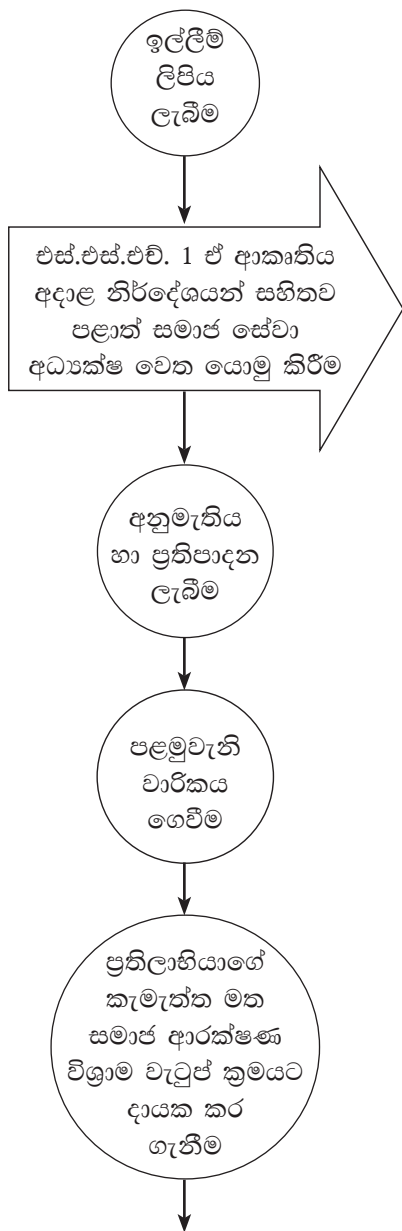 ඉල්ලීම්
ලිපිය
ලැබීම
එස්.එස්.එච්. 1 ඒ ආකෘතිය
අදාළ නිර්දේශයන් සහිතව
පළාත් සමාජ සේවා
අධ්‍යක්ෂ වෙත යොමු කිරීම
අනුමැතිය
හා ප්‍රතිපාදන
ලැබීම
පළමුවැනි
වාරිකය
ගෙවීම
ප්‍රතිලාභියාගේ
කැමැත්ත මත
සමාජ ආරක්ෂණ
විශ්‍රාම වැටුප් ක්‍රමයට
දායක කර
ගැනීම